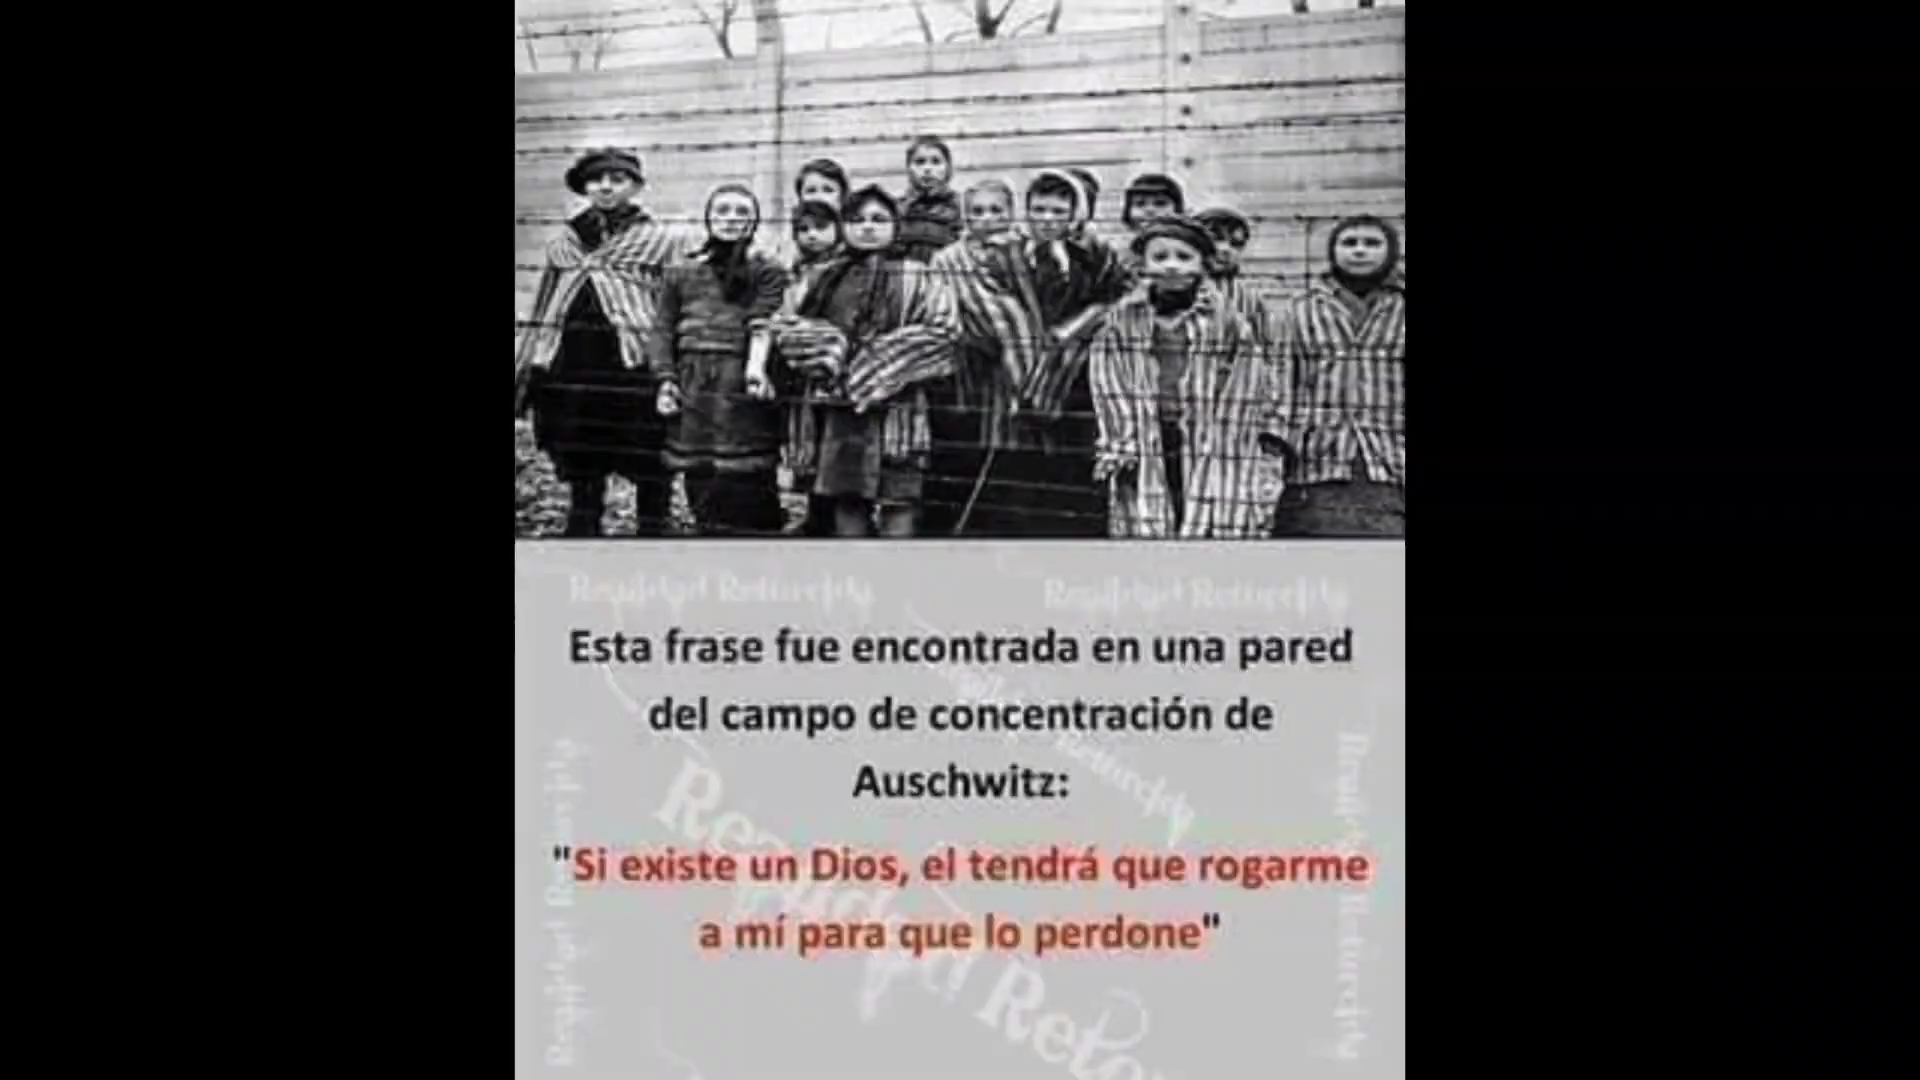 Esta frase fue encontrada en una pared
del campo de concentración de
Auschwitz:
"Si existe un Dios, el tendrá que rogarme
a mí para que lo perdone"